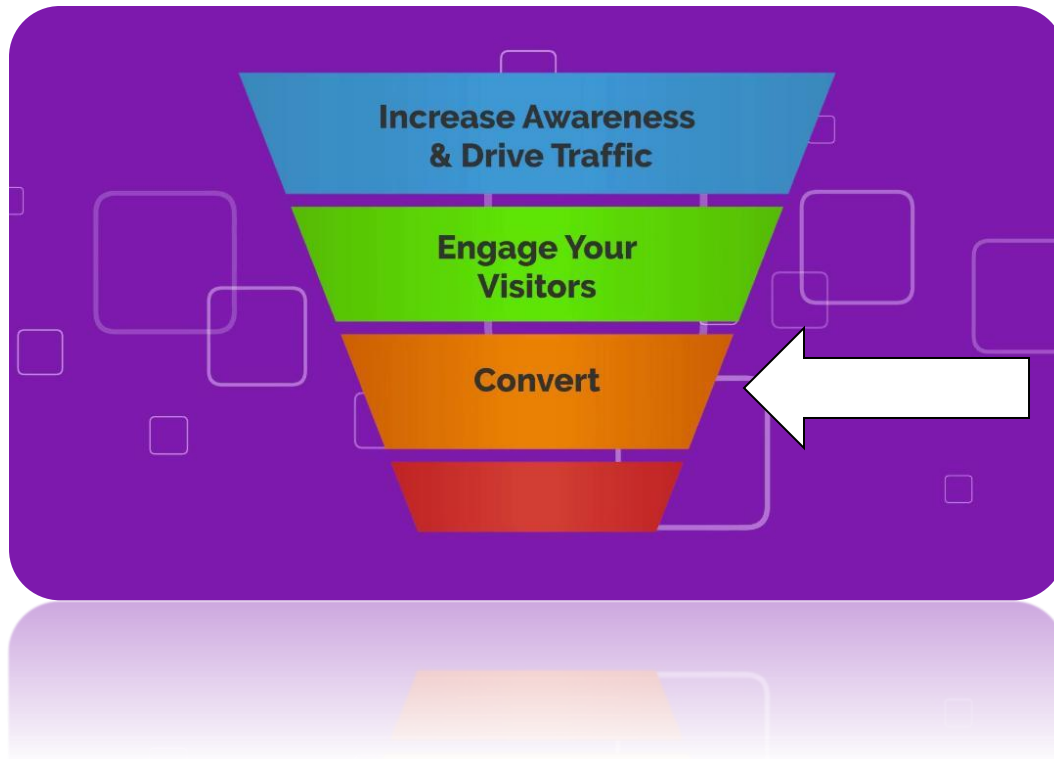 Increase Awareness
& Drive Traffic
Engage Your
Visitors
Convert